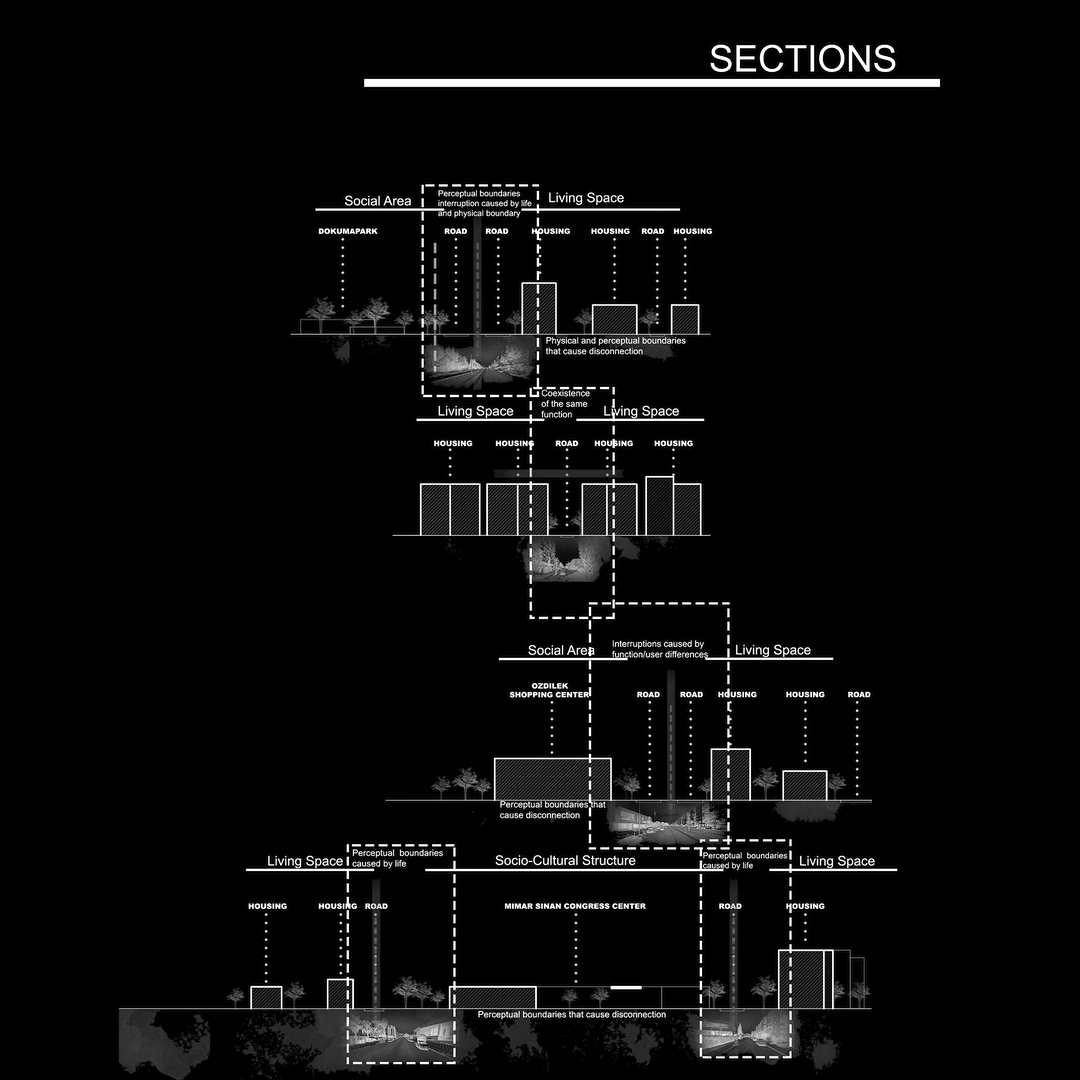 SECTIONS
Social Area
Perceptual boundaries
interruption caused by life
and physical boundary
Living Space
DOKUMAPARK
ROAD
ROAD
HOUSING
HOUSING
ROAD
HOUSING
Physical and perceptual boundaries
that cause disconnection
Living Space
Coexistence
of the same
function
Living Space
HOUSING
HOUSING
ROAD
HOUSING
HOUSING
Social Area
Interruptions caused by
function/user differences
Living Space
OZDILEK
SHOPPING CENTER
ROAD
ROAD
HOUSING
HOUSING
ROAD
Perceptual boundaries that
cause disconnection
Living Space
Perceptual boundaries
caused by life
Socio-Cultural Structure
Perceptual boundaries
caused by life
Living Space
HOUSING
HOUSING
ROAD
MIMAR SINAN CONGRESS CENTER
ROAD
HOUSING
Perceptual boundaries that cause disconnection